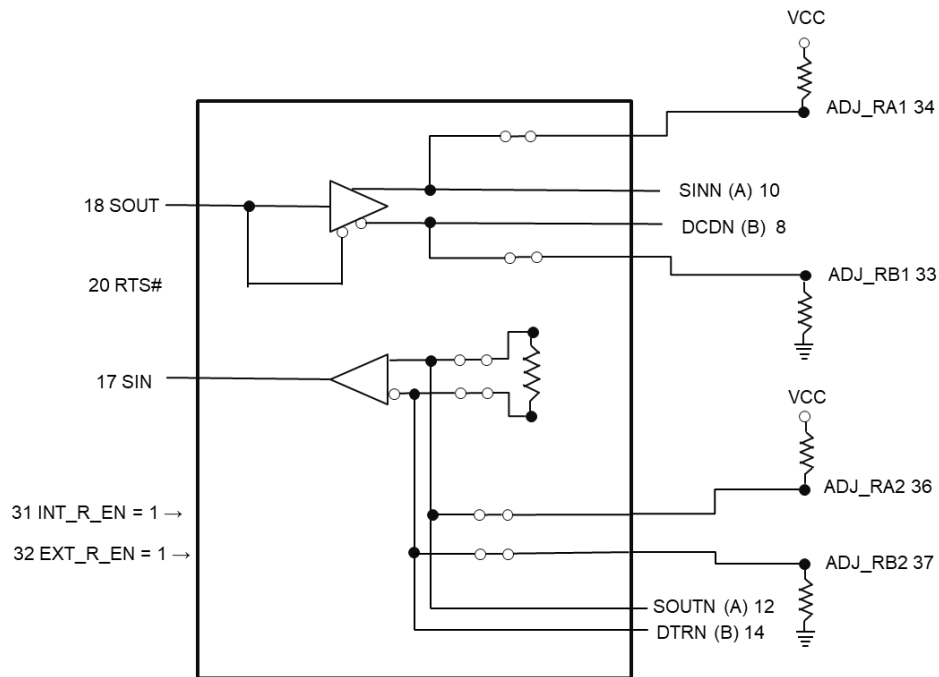 VCC
ADJ_RA1 34
18 SOUT
SINN (A) 10
DCDN (B) 8
20 RTS#
ADJ_RB1 33
17 SIN
VCC
31 INT_R_EN = 1 →
ADJ_RA2 36
32 EXT_R_EN = 1 →
ADJ_RB2 37
SOUTN (A) 12
DTRN (B) 14